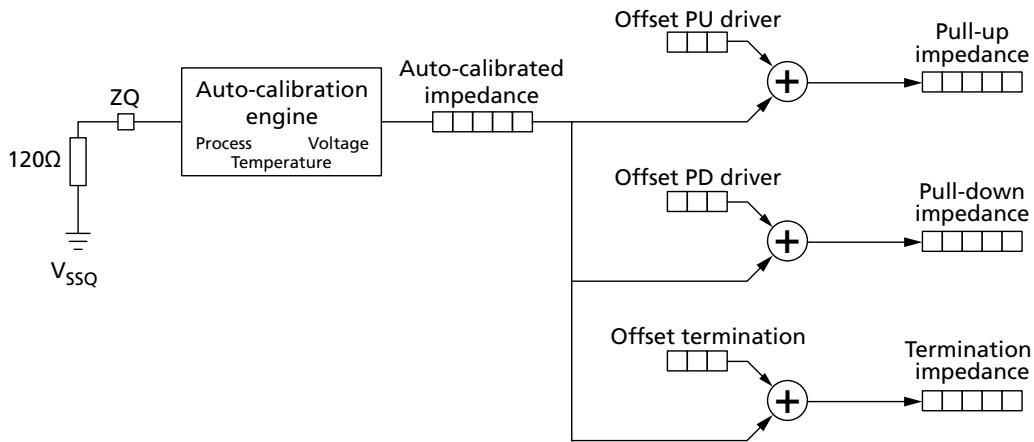 Offset PU driver
Pull-up
impedance
Auto-calibrated
impedance
ZQ
Auto-calibration
engine
Process Voltage
Temperature
120Ω
+
Offset PD driver
Pull-down
impedance
+
VSSQ
Offset termination
Termination
impedance
+